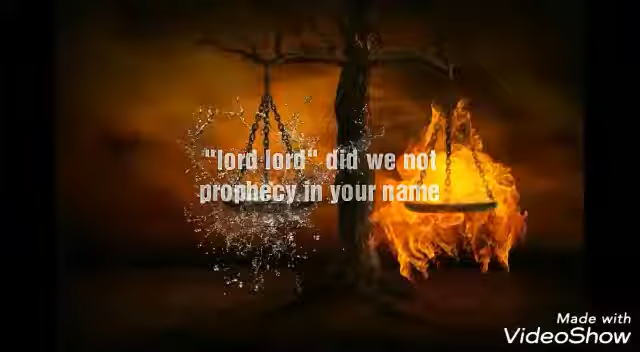 "lord lord" did we not
prophecy in your name
Made with
VideoShow